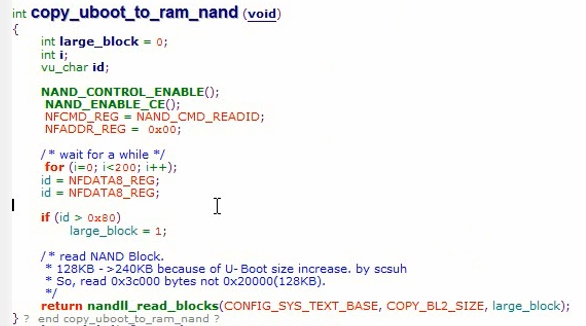 int copy_uboot_to_ram_nand (void)
{
int large_block = 0;
int i;
vu_char id;
NAND_CONTROL_ENABLE();
NAND_ENABLE_CE();
NFCMD_REG = NAND_CMD_READID;
NFADDR_REG = 0x00;
/* wait for a while */
for (i=0; i<200; i++);
id = NFDATA8_REG;
id = NFDATA8_REG;
if (id > 0x80)
large_block = 1;
/* read NAND Block.
* 128KB ->240KB because of U-Boot size increase. by scsuh
* So, read 0x3c000 bytes not 0x20000(128KB).
*/
return nandll_read_blocks(CONFIG_SYS_TEXT_BASE, COPY_BL2_SIZE, large_block);
} ? end copy_uboot_to_ram_nand ?